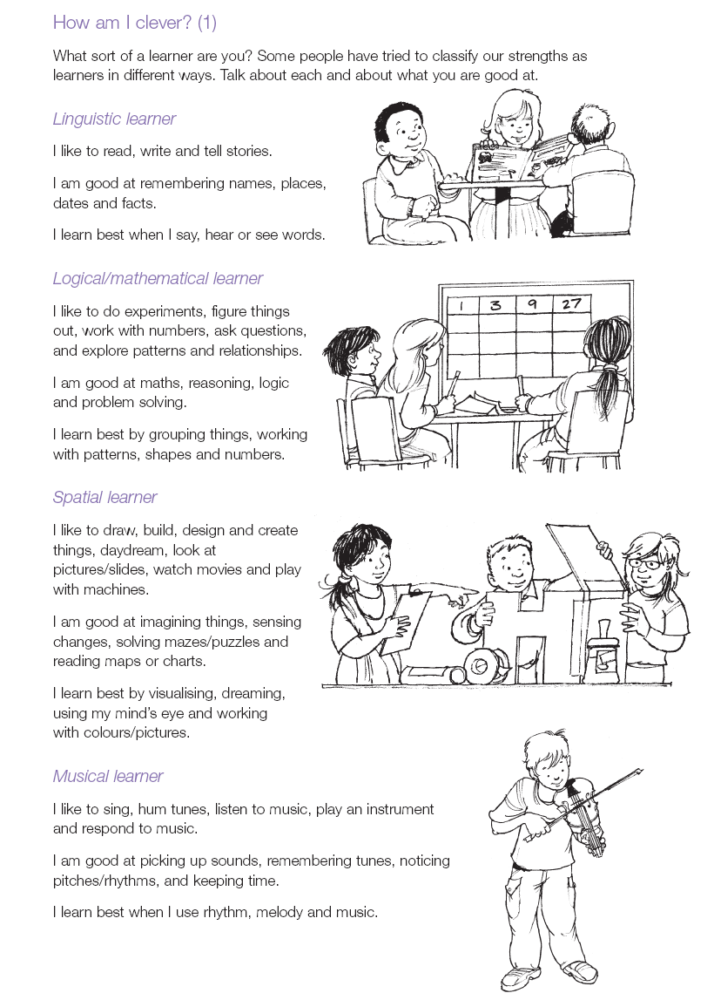 How am I clever? (1)
What sort of a learner are you? Some people have tried to classify our strengths as
learners in different ways. Talk about each and about what you are good at.
Linguistic learner
I like to read, write and tell stories.
I am good at remembering names, places,
dates and facts.
I learn best when I say, hear or see words.
Logical/mathematical learner
I like to do experiments, figure things
out, work with numbers, ask questions,
and explore patterns and relationships.
I am good at maths, reasoning, logic
and problem solving.
I learn best by grouping things, working
with patterns, shapes and numbers.
1 3 9 27
Spatial learner
I like to draw, build, design and create
things, daydream, look at
pictures/slides, watch movies and play
with machines.
I am good at imagining things, sensing
changes, solving mazes/puzzles and
reading maps or charts.
I learn best by visualising, dreaming,
using my mind's eye and working
with colours/pictures.
Musical learner
I like to sing, hum tunes, listen to music, play an instrument
and respond to music.
I am good at picking up sounds, remembering tunes, noticing
pitches/rhythms, and keeping time.
I learn best when I use rhythm, melody and music.